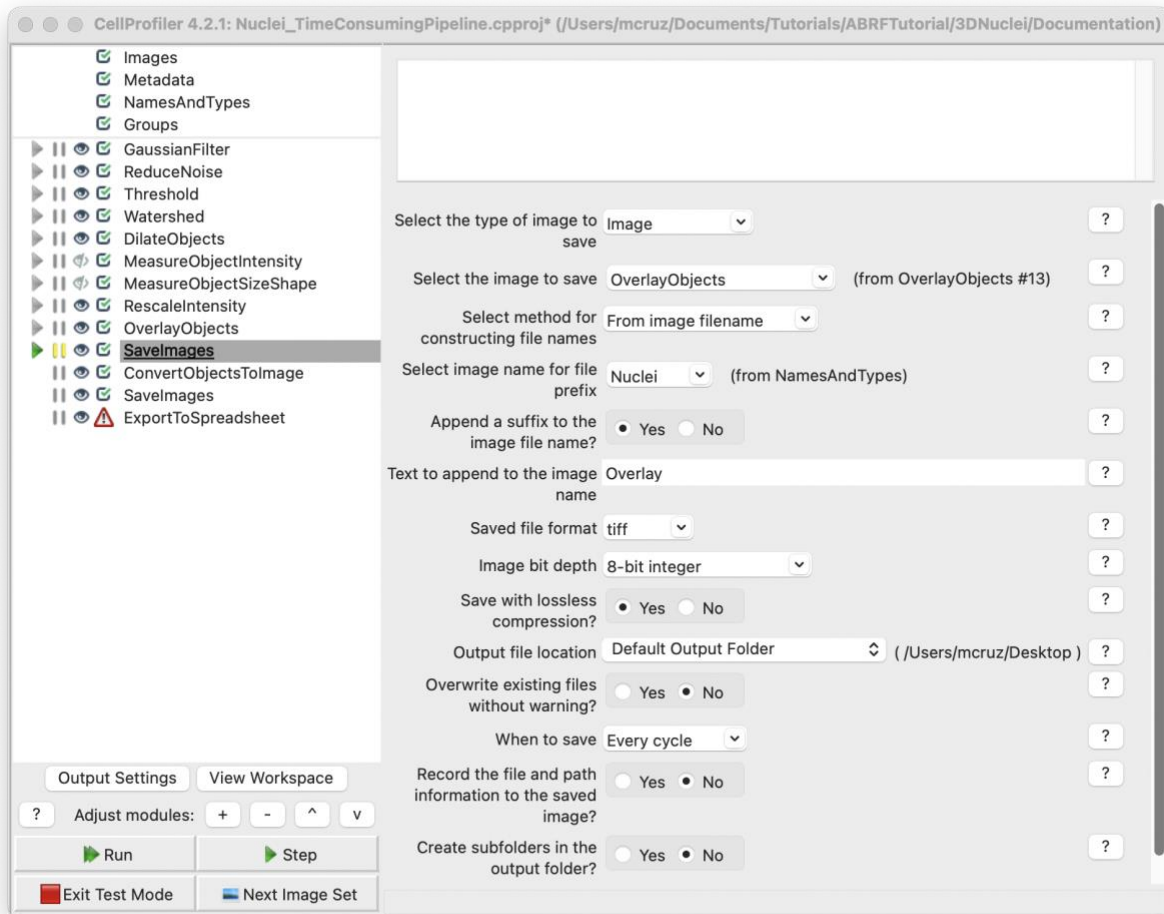 CellProfiler 4.2.1: Nuclei_TimeConsumingPipeline.cpproj* (/Users/mcruz/Documents/Tutorials/ABRFTutorial/3DNuclei/Documentation)
Images
Metadata
NamesAndTypes
Groups
GaussianFilter
ReduceNoise
Threshold
Watershed
DilateObjects
MeasureObjectIntensity
MeasureObjectSizeShape
RescaleIntensity
OverlayObjects
SaveImages
ConvertObjectsToImage
SaveImages
ExportToSpreadsheet
Output Settings View Workspace
? Adjust modules: + - ^ v
Run Step
Exit Test Mode Next Image Set
Select the type of image to Image ?
save
Select the image to save OverlayObjects (from OverlayObjects #13) ?
Select method for From image filename ?
constructing file names
Select image name for file Nuclei (from NamesAndTypes) ?
prefix
Append a suffix to the Yes No ?
image file name?
Text to append to the image Overlay ?
name
Saved file format tiff ?
Image bit depth 8-bit integer ?
Save with lossless Yes No ?
compression?
Output file location Default Output Folder ( /Users/mcruz/Desktop ) ?
Overwrite existing files Yes No ?
without warning?
When to save Every cycle ?
Record the file and path Yes No ?
information to the saved
image?
Create subfolders in the Yes No ?
output folder?